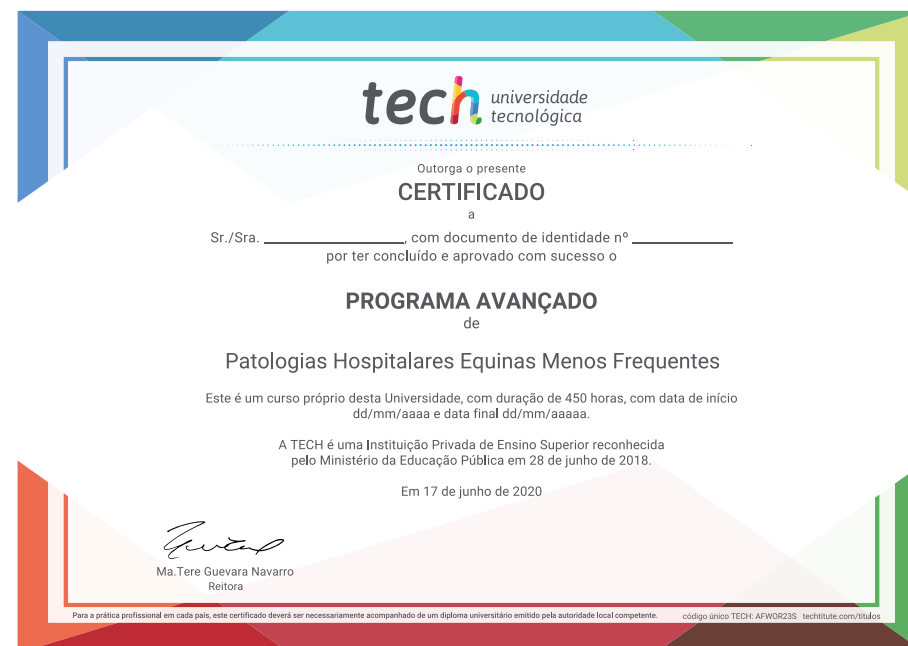 tech universidade
tecnológica
Outorga o presente
CERTIFICADO
a
Sr./Sra. ____________________, com documento de identidade nº ______________
por ter concluído e aprovado com sucesso o
PROGRAMA AVANÇADO
de
Patologias Hospitalares Equinas Menos Frequentes
Este é um curso próprio desta Universidade, com duração de 450 horas, com data de início
dd/mm/aaaa e data final dd/mm/aaaaa.
A TECH é uma Instituição Privada de Ensino Superior reconhecida
pelo Ministério da Educação Pública em 28 de junho de 2018.
Em 17 de junho de 2020
Ma.Tere Guevara Navarro
Reitora
Para a prática profissional em cada país, este certificado deverá ser necessariamente acompanhado de um diploma universitário emitido pela autoridade local competente. código único TECH: AFWOR23S techtitute.com/titulos